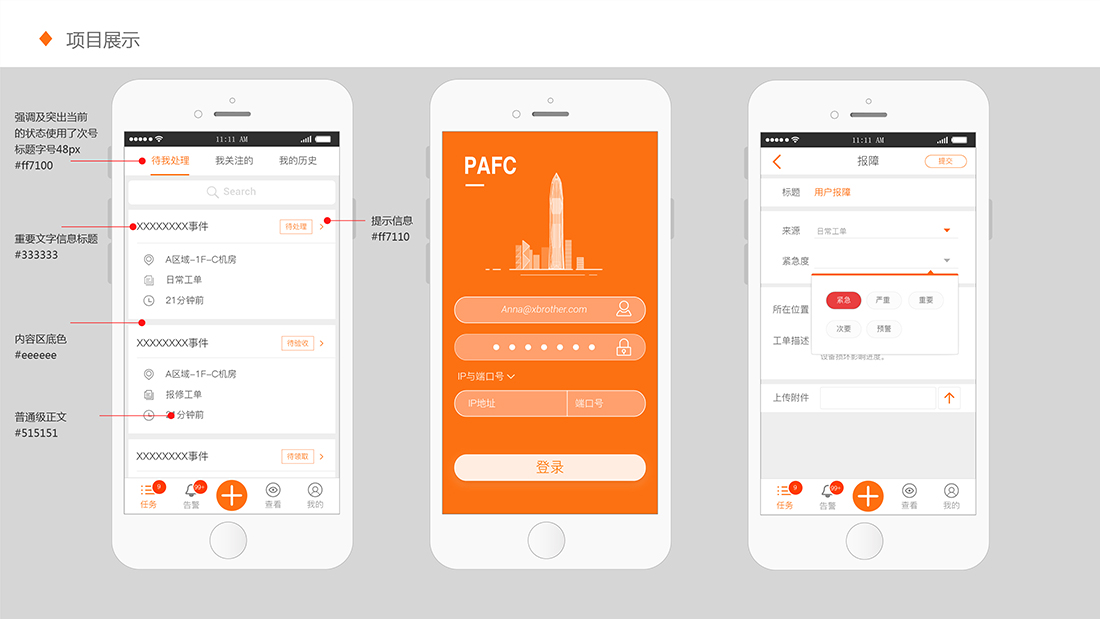 项目展示
强调及突出当前
的状态使用了次号
标题字号48px
#ff7100
重要文字信息标题
#333333
内容区底色
#eeeeee
普通级正文
#515151
11:11 AM
待我处理 我关注的 我的历史
Search
XXXXXXXX事件 待处理
A区域-1F-C机房
日常工单
21分钟前
XXXXXXXX事件 待验收
A区域-1F-C机房
报修工单
21分钟前
XXXXXXXX事件 待领取
9 99+
任务 告警 查看 我的
提示信息
#ff7110
PAFC
Anna@xbrother.com
IP与端口号
IP地址 端口号
登录
11:11 AM
报障 提交
标题 用户报障
来源 日常工单
紧急度
紧急 严重 重要
次要 预警
所在位置
工单描述
影响进度。
上传附件
9 99+
任务 告警 查看 我的